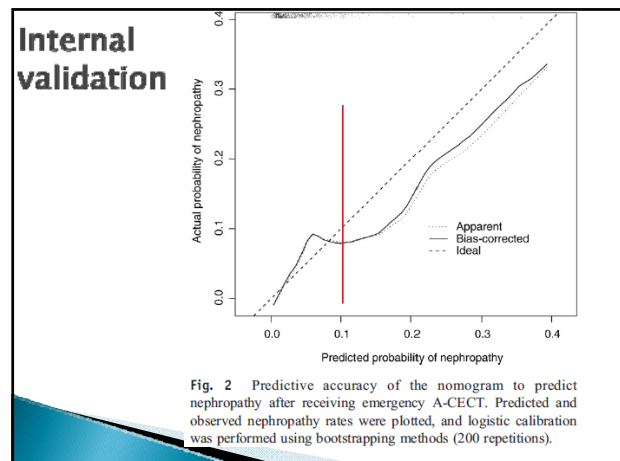 Internal
validation
0.4
0.3
0.2
0.1
0.0
Actual probability of nephropathy
Apparent
Bias-corrected
Ideal
0.0 0.1 0.2 0.3 0.4
Predicted probability of nephropathy
Fig. 2 Predictive accuracy of the nomogram to predict
nephropathy after receiving emergency A-CECT. Predicted and
observed nephropathy rates were plotted, and logistic calibration
was performed using bootstrapping methods (200 repetitions).